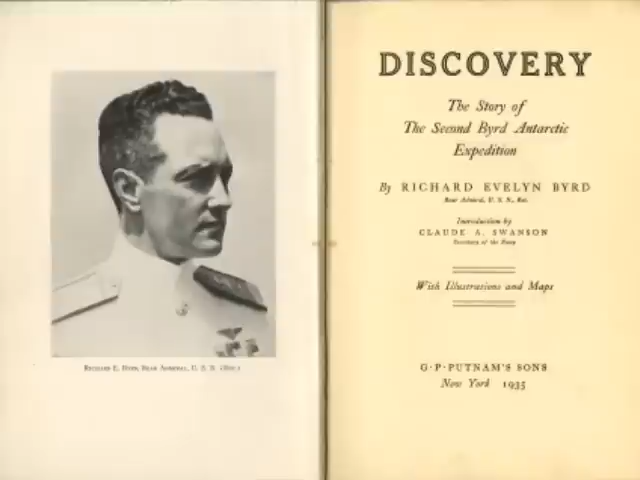 RICHARD E. BYRD, REAR ADMIRAL, U. S. N. (RET.)
DISCOVERY
The Story of
The Second Byrd Antarctic
Expedition
By RICHARD EVELYN BYRD
Rear Admiral, U. S. N., Ret.
Introduction by
CLAUDE A. SWANSON
Secretary of the Navy
With Illustrations and Maps
G·P·PUTNAM'S SONS
New York 1935